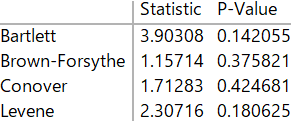 Statistic P-Value
Bartlett 3.90308 0.142055
Brown-Forsythe 1.15714 0.375821
Conover 1.71283 0.424681
Levene 2.30716 0.180625